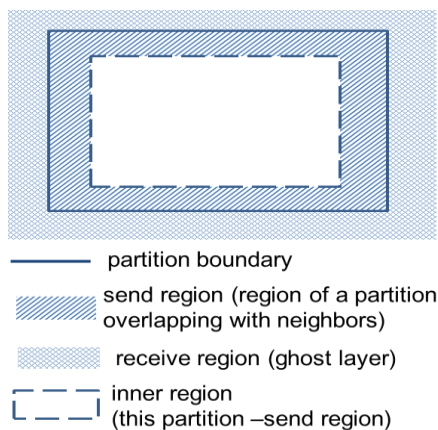 partition boundary
send region (region of a partition
overlapping with neighbors)
receive region (ghost layer)
inner region
(this partition –send region)